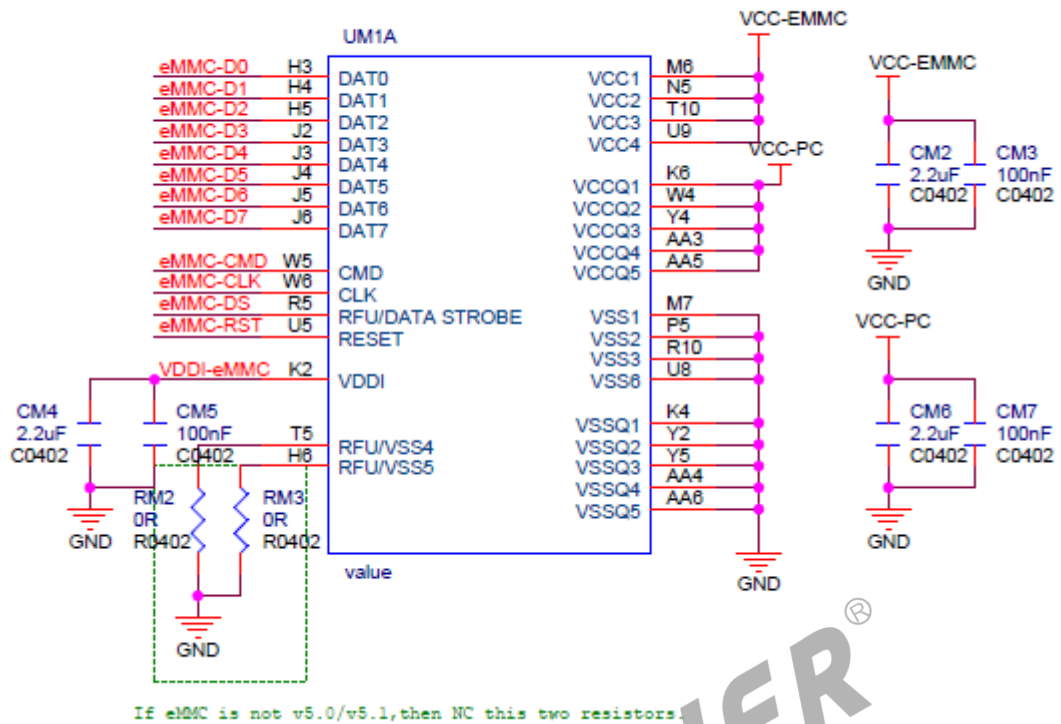 UM1A
VCC-EMMC
eMMC-D0 H3 DAT0
eMMC-D1 H4 DAT1
eMMC-D2 H5 DAT2
eMMC-D3 J2 DAT3
eMMC-D4 J3 DAT4
eMMC-D5 J4 DAT5
eMMC-D6 J5 DAT6
eMMC-D7 J6 DAT7
eMMC-CMD W5 CMD
eMMC-CLK W6 CLK
eMMC-DS R5 RFU/DATA STROBE
eMMC-RST U5 RESET
VDDI-eMMC K2 VDDI
T5 RFU/VSS4
H6 RFU/VSS5
VCC1 M6
VCC2 N5
VCC3 T10
VCC4 U9
VCC-PC
VCCQ1 K6
VCCQ2 W4
VCCQ3 Y4
VCCQ4 AA3
VCCQ5 AA5
VSS1 M7
VSS2 P5
VSS3 R10
VSS6 U8
VSSQ1 K4
VSSQ2 Y2
VSSQ3 Y5
VSSQ4 AA4
VSSQ5 AA6
GND
value
CM4
2.2uF
C0402
CM5
100nF
C0402
GND
RM2
0R
R0402
RM3
0R
R0402
GND
VCC-EMMC
CM2
2.2uF
C0402
CM3
100nF
C0402
GND
VCC-PC
CM6
2.2uF
C0402
CM7
100nF
C0402
GND
If eMMC is not v5.0/v5.1,then NC this two resistors.